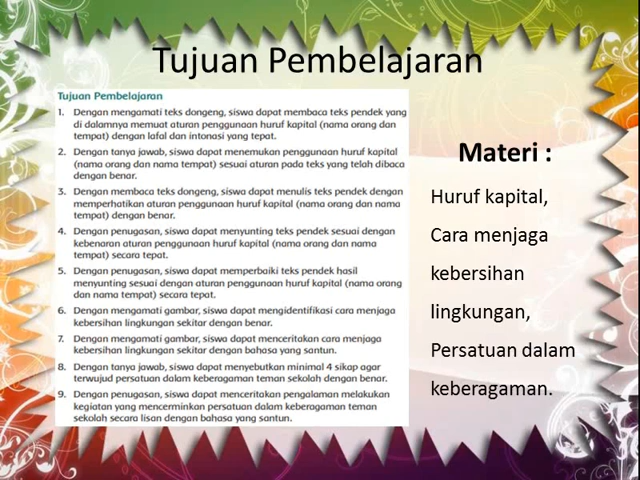 Tujuan Pembelajaran
Tujuan Pembelajaran
1. Dengan mengamati teks dongeng, siswa dapat membaca teks pendek yang
di dalamnya memuat aturan penggunaan huruf kapital (nama orang dan
tempat) dengan lafal dan intonasi yang tepat.
2. Dengan tanya jawab, siswa dapat menemukan penggunaan huruf kapital
(nama orang dan nama tempat) sesuai aturan pada teks yang telah dibaca
dengan benar.
3. Dengan membaca teks dongeng, siswa dapat menulis teks pendek dengan
memperhatikan aturan penggunaan huruf kapital (nama orang dan nama
tempat) dengan benar.
4. Dengan penugasan, siswa dapat menyunting teks pendek sesuai dengan
kebenaran aturan penggunaan huruf kapital (nama orang dan nama
tempat) secara tepat.
5. Dengan penugasan, siswa dapat memperbaiki teks pendek hasil
menyunting sesuai dengan aturan penggunaan huruf kapital (nama orang
dan nama tempat) secara tepat.
6. Dengan mengamati gambar, siswa dapat mengidentifikasi cara menjaga
kebersihan lingkungan sekitar dengan benar.
7. Dengan mengamati gambar, siswa dapat menceritakan cara menjaga
kebersihan lingkungan sekitar dengan bahasa yang santun.
8. Dengan tanya jawab, siswa dapat menyebutkan minimal 4 sikap agar
terwujud persatuan dalam keberagaman teman sekolah dengan benar.
9. Dengan penugasan, siswa dapat menceritakan pengalaman melakukan
kegiatan yang mencerminkan persatuan dalam keberagaman teman
sekolah secara lisan dengan bahasa yang santun.
Materi :
Huruf kapital,
Cara menjaga
kebersihan
lingkungan,
Persatuan dalam
keberagaman.